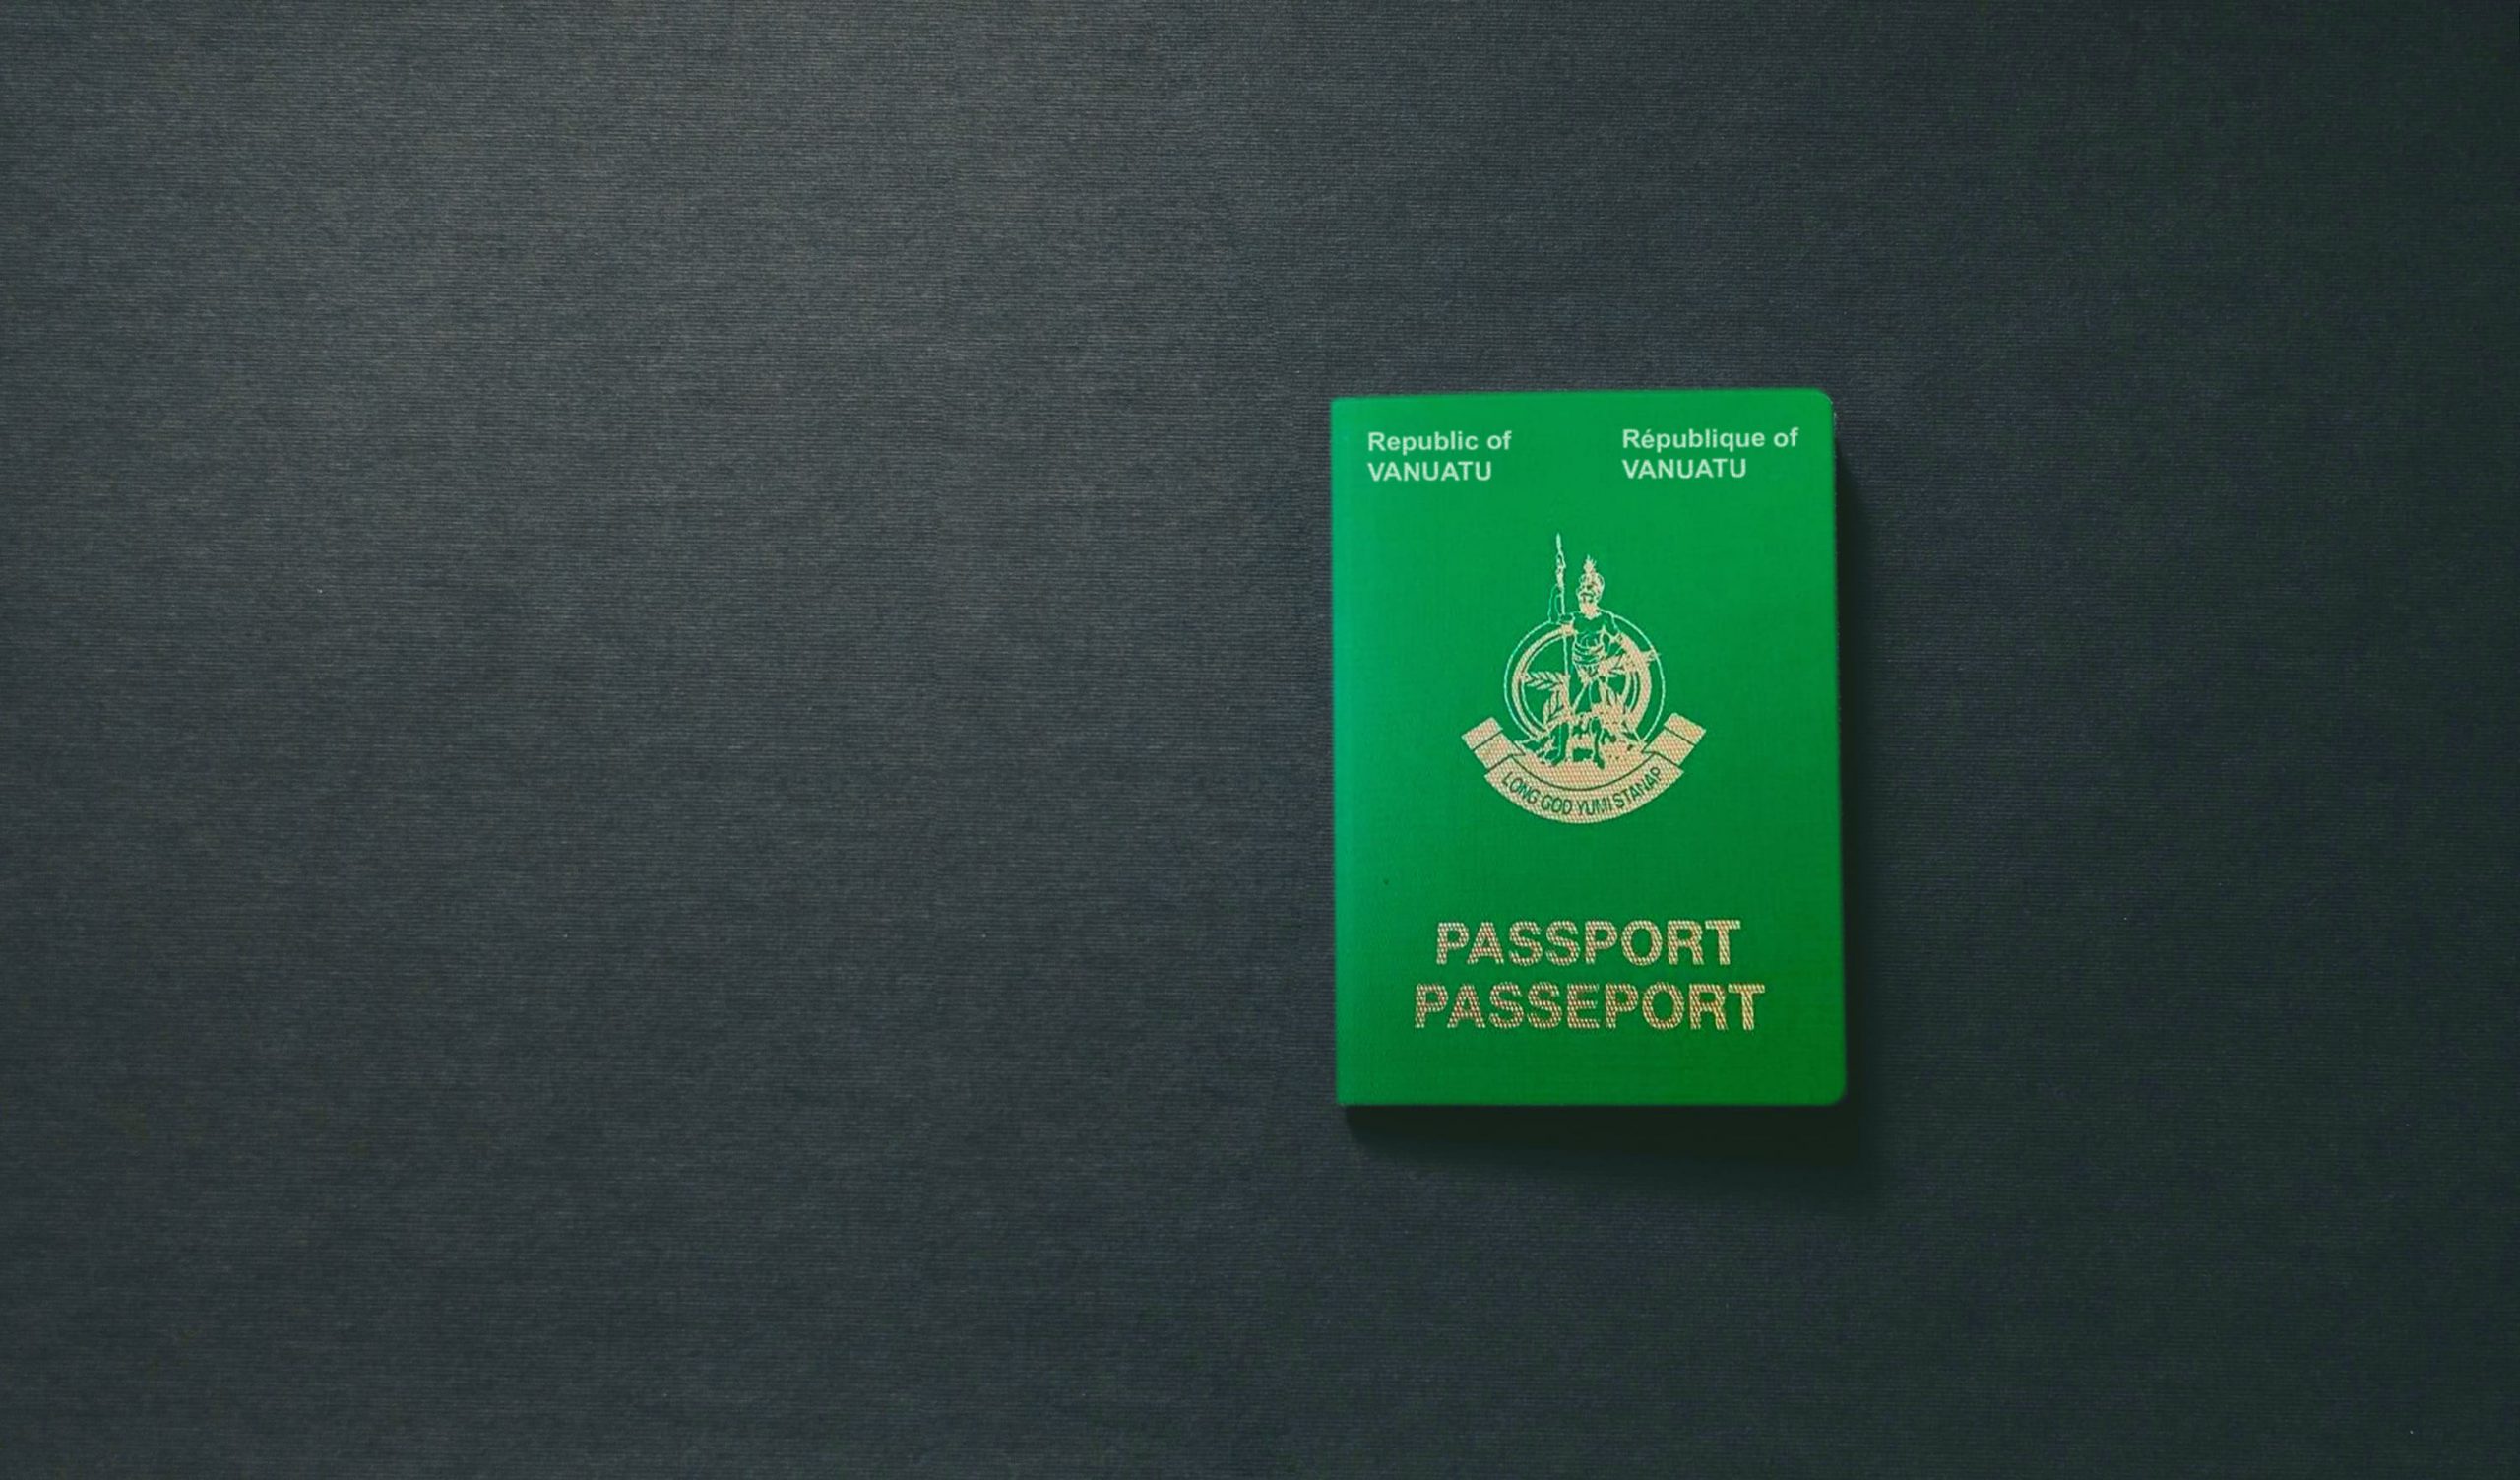 Republic of
VANUATU
République of
VANUATU
LONG GOD YUMI STANAP
PASSPORT
PASSEPORT